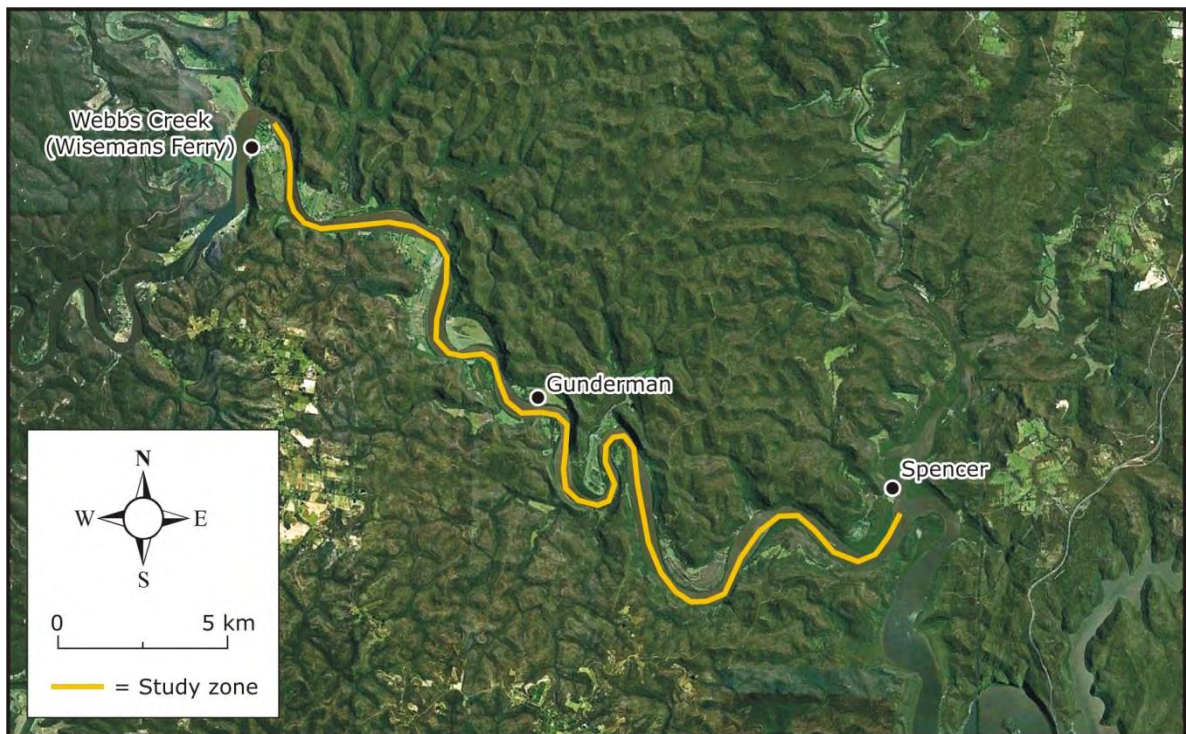 Webbs Creek
(Wisemans Ferry)
Gunderman
Spencer
N
W E
S
0 5 km
= Study zone